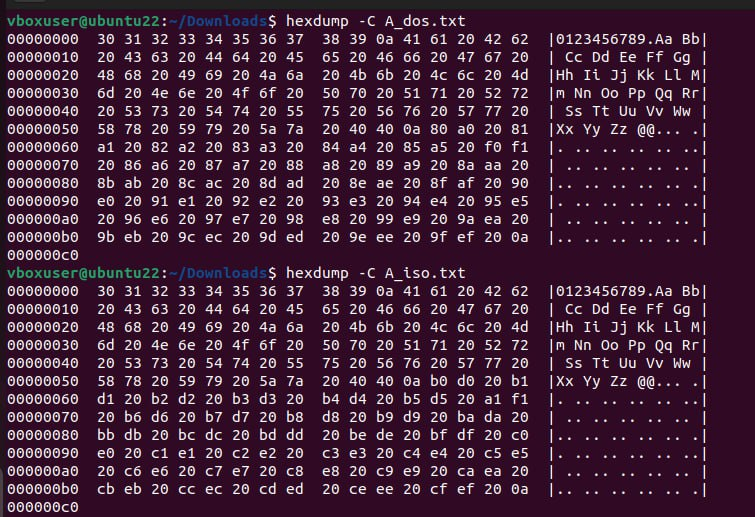 vboxuser@ubuntu22:~/Downloads$ hexdump -C A_dos.txt
00000000  30 31 32 33 34 35 36 37  38 39 0a 41 61 20 42 62  |0123456789.Aa Bb|
00000010  20 43 63 20 44 64 20 45  65 20 46 66 20 47 67 20  | Cc Dd Ee Ff Gg |
00000020  48 68 20 49 69 20 4a 6a  20 4b 6b 20 4c 6c 20 4d  |Hh Ii Jj Kk Ll M|
00000030  6d 20 4e 6e 20 4f 6f 20  50 70 20 51 71 20 52 72  |m Nn Oo Pp Qq Rr|
00000040  20 53 73 20 54 74 20 55  75 20 56 76 20 57 77 20  | Ss Tt Uu Vv Ww |
00000050  58 78 20 59 79 20 5a 7a  20 40 40 0a 80 a0 20 81  |Xx Yy Zz @@... .|
00000060  a1 20 82 a2 20 83 a3 20  84 a4 20 85 a5 20 f0 f1  |. .. .. .. .. ..|
00000070  20 86 a6 20 87 a7 20 88  a8 20 89 a9 20 8a aa 20  | .. .. .. .. .. |
00000080  8b ab 20 8c ac 20 8d ad  20 8e ae 20 8f af 20 90  |.. .. .. .. .. .|
00000090  e0 20 91 e1 20 92 e2 20  93 e3 20 94 e4 20 95 e5  |. .. .. .. .. ..|
000000a0  20 96 e6 20 97 e7 20 98  e8 20 99 e9 20 9a ea 20  | .. .. .. .. .. |
000000b0  9b eb 20 9c ec 20 9d ed  20 9e ee 20 9f ef 20 0a  |.. .. .. .. .. .|
000000c0
vboxuser@ubuntu22:~/Downloads$ hexdump -C A_iso.txt
00000000  30 31 32 33 34 35 36 37  38 39 0a 41 61 20 42 62  |0123456789.Aa Bb|
00000010  20 43 63 20 44 64 20 45  65 20 46 66 20 47 67 20  | Cc Dd Ee Ff Gg |
00000020  48 68 20 49 69 20 4a 6a  20 4b 6b 20 4c 6c 20 4d  |Hh Ii Jj Kk Ll M|
00000030  6d 20 4e 6e 20 4f 6f 20  50 70 20 51 71 20 52 72  |m Nn Oo Pp Qq Rr|
00000040  20 53 73 20 54 74 20 55  75 20 56 76 20 57 77 20  | Ss Tt Uu Vv Ww |
00000050  58 78 20 59 79 20 5a 7a  20 40 40 0a b0 d0 20 b1  |Xx Yy Zz @@... .|
00000060  d1 20 b2 d2 20 b3 d3 20  b4 d4 20 b5 d5 20 a1 f1  |. .. .. .. .. ..|
00000070  20 b6 d6 20 b7 d7 20 b8  d8 20 b9 d9 20 ba da 20  | .. .. .. .. .. |
00000080  bb db 20 bc dc 20 bd dd  20 be de 20 bf df 20 c0  |.. .. .. .. .. .|
00000090  e0 20 c1 e1 20 c2 e2 20  c3 e3 20 c4 e4 20 c5 e5  |. .. .. .. .. ..|
000000a0  20 c6 e6 20 c7 e7 20 c8  e8 20 c9 e9 20 ca ea 20  | .. .. .. .. .. |
000000b0  cb eb 20 cc ec 20 cd ed  20 ce ee 20 cf ef 20 0a  |.. .. .. .. .. .|
000000c0